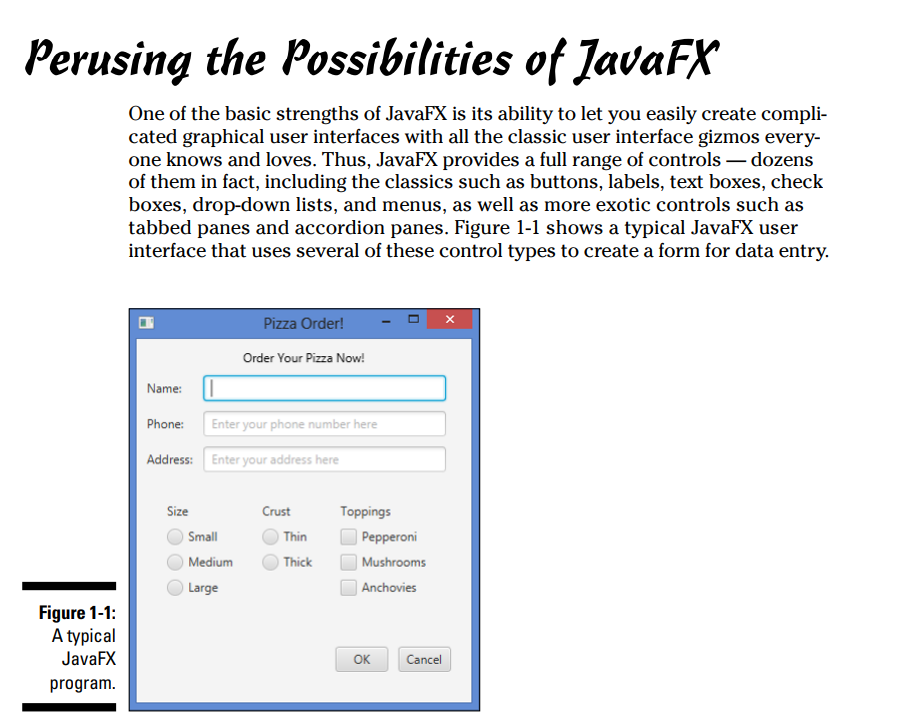 Perusing the Possibilities of JavaFX
One of the basic strengths of JavaFX is its ability to let you easily create compli-
cated graphical user interfaces with all the classic user interface gizmos every-
one knows and loves. Thus, JavaFX provides a full range of controls — dozens
of them in fact, including the classics such as buttons, labels, text boxes, check
boxes, drop-down lists, and menus, as well as more exotic controls such as
tabbed panes and accordion panes. Figure 1-1 shows a typical JavaFX user
interface that uses several of these control types to create a form for data entry.
Pizza Order!
Order Your Pizza Now!
Name:
Phone: Enter your phone number here
Address: Enter your address here
Size Crust Toppings
Small Thin Pepperoni
Medium Thick Mushrooms
Large Anchovies
OK Cancel
Figure 1-1:
A typical
JavaFX
program.